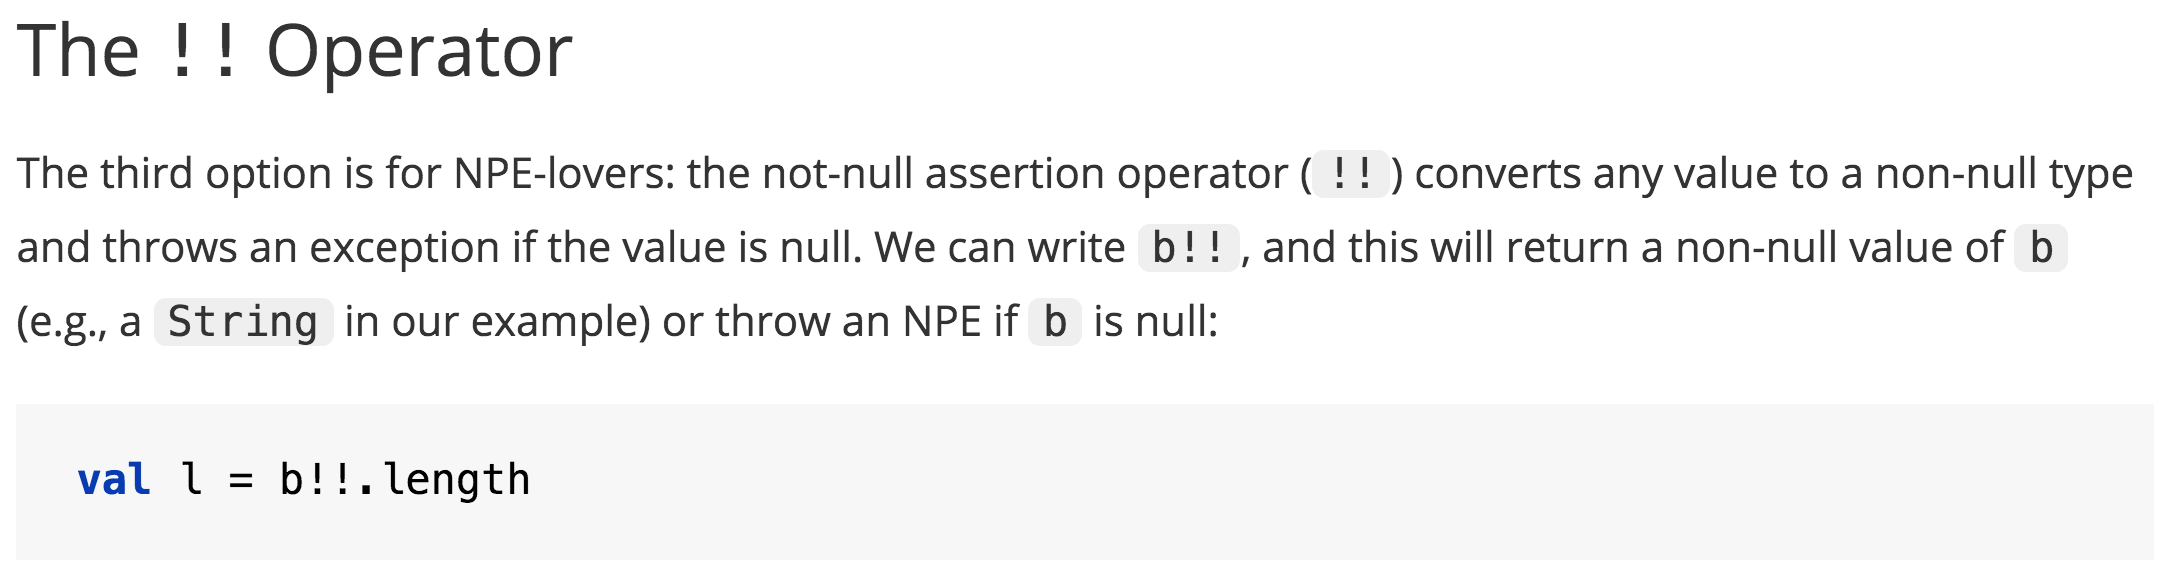 The !! Operator
The third option is for NPE-lovers: the not-null assertion operator ( !! ) converts any value to a non-null type
and throws an exception if the value is null. We can write b!! , and this will return a non-null value of b
(e.g., a String in our example) or throw an NPE if b is null:
val l = b!!.length